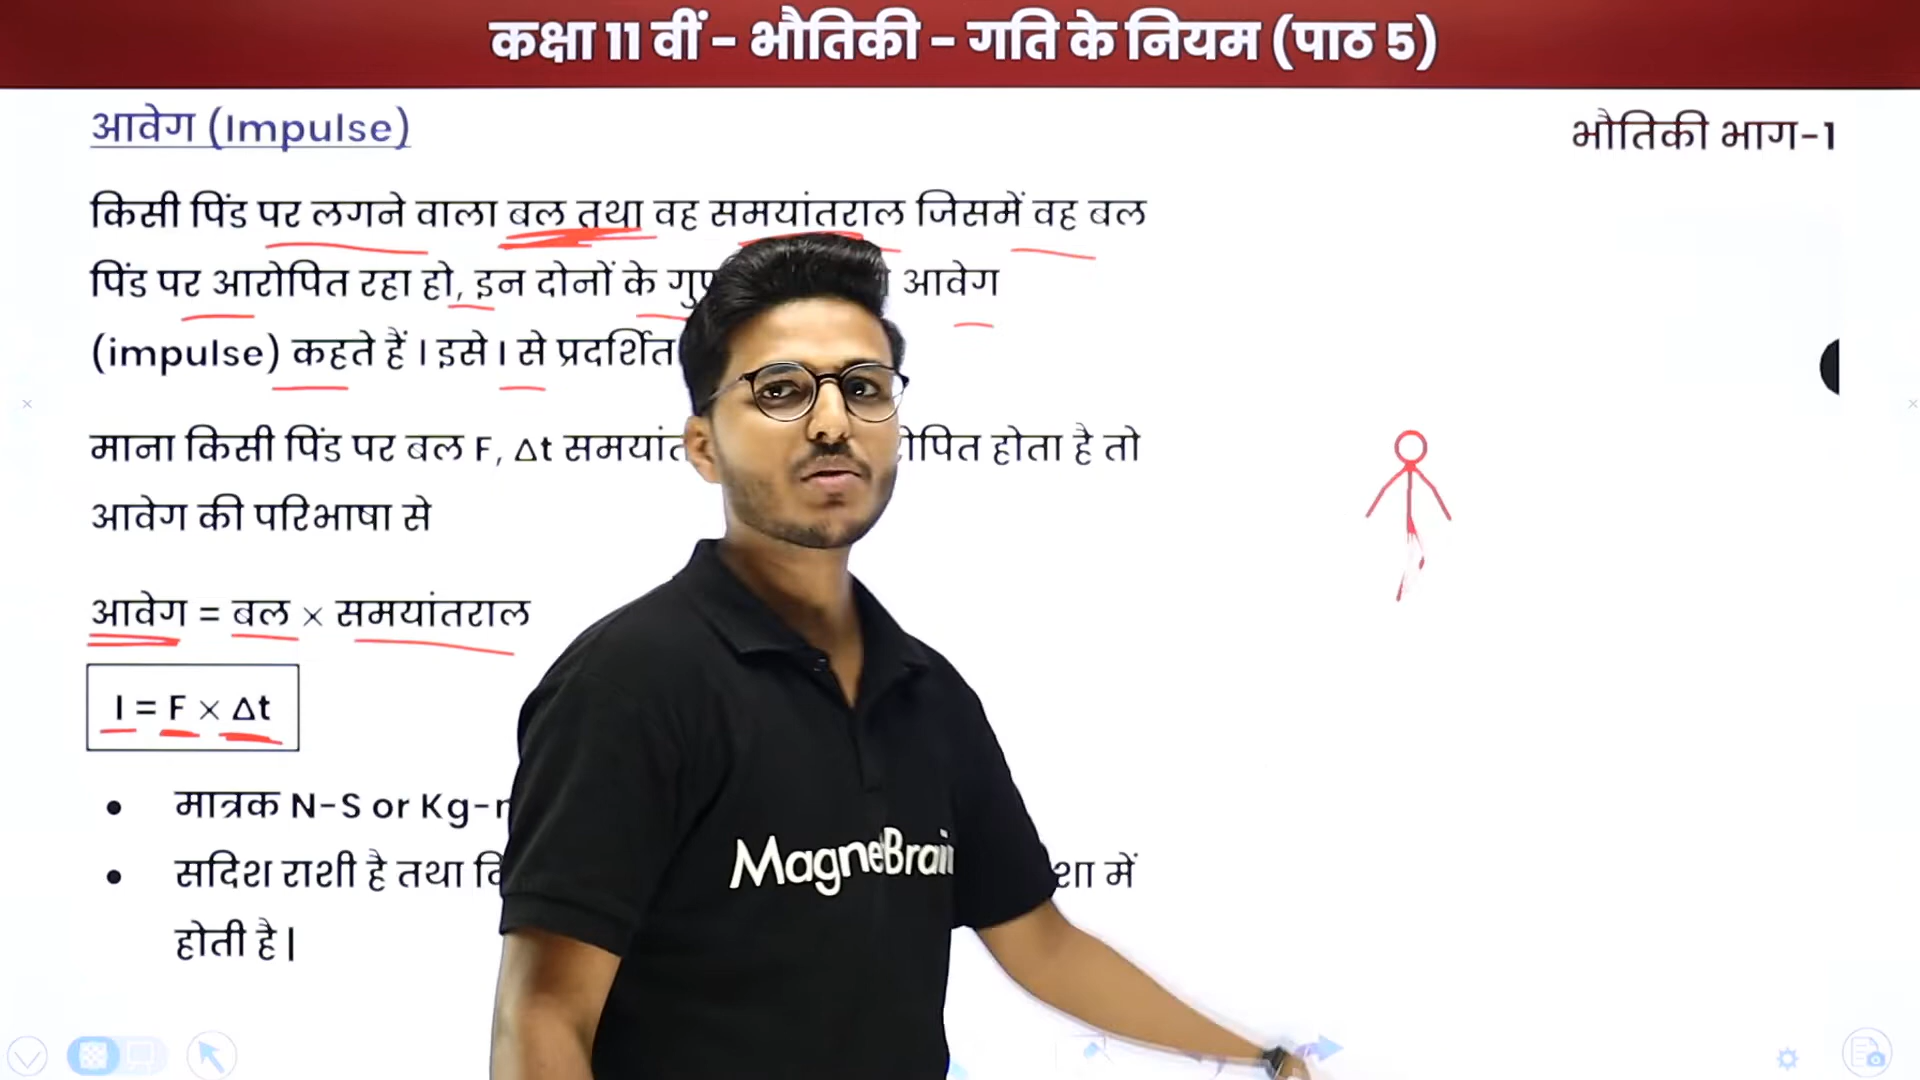 कक्षा 11 वीं - भौतिकी - गति के नियम (पाठ 5)
आवेग (Impulse)
भौतिकी भाग-1
किसी पिंड पर लगने वाला बल तथा वह समयांतराल जिसमें वह बल
पिंड पर आरोपित रहा हो, इन दोनों के आवेग
(impulse) कहते हैं । इसे I से प्रदर्शित
माना किसी पिंड पर बल F, Δt होता है तो
आवेग की परिभाषा से
आवेग = बल × समयांतराल
I = F × Δt
• मात्रक N-S or
• सदिश राशी है तथा में
होती है |
MagneBrain